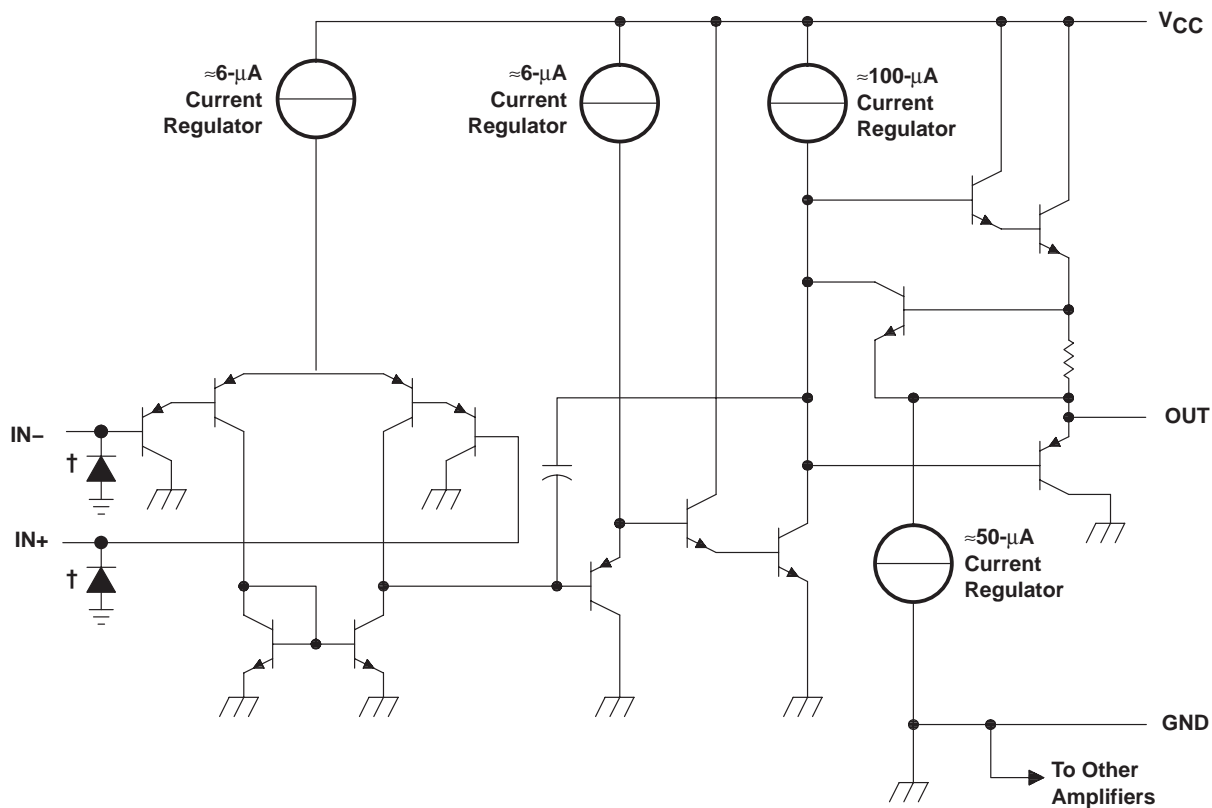 V_CC
≈6-μA
Current
Regulator
≈6-μA
Current
Regulator
≈100-μA
Current
Regulator
IN–
†
OUT
IN+
†
≈50-μA
Current
Regulator
GND
To Other
Amplifiers